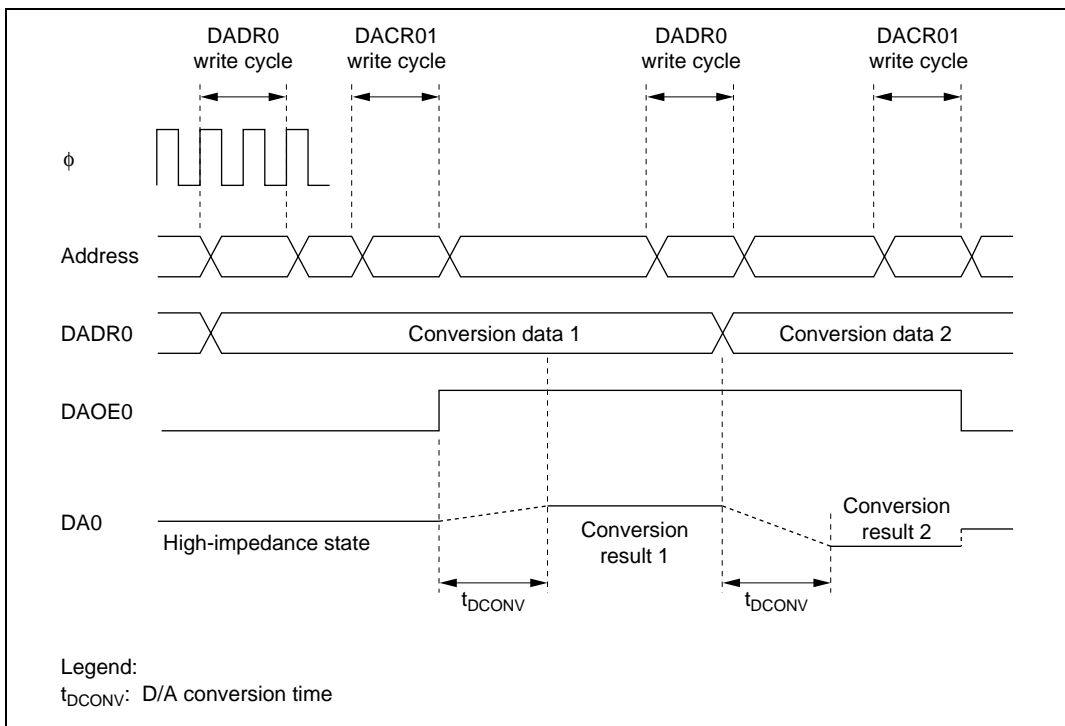 DADR0
write cycle
DACR01
write cycle
DADR0
write cycle
DACR01
write cycle
ϕ
Address
DADR0
Conversion data 1
Conversion data 2
DAOE0
DA0
High-impedance state
Conversion
result 1
Conversion
result 2
tDCONV
tDCONV
Legend:
tDCONV: D/A conversion time